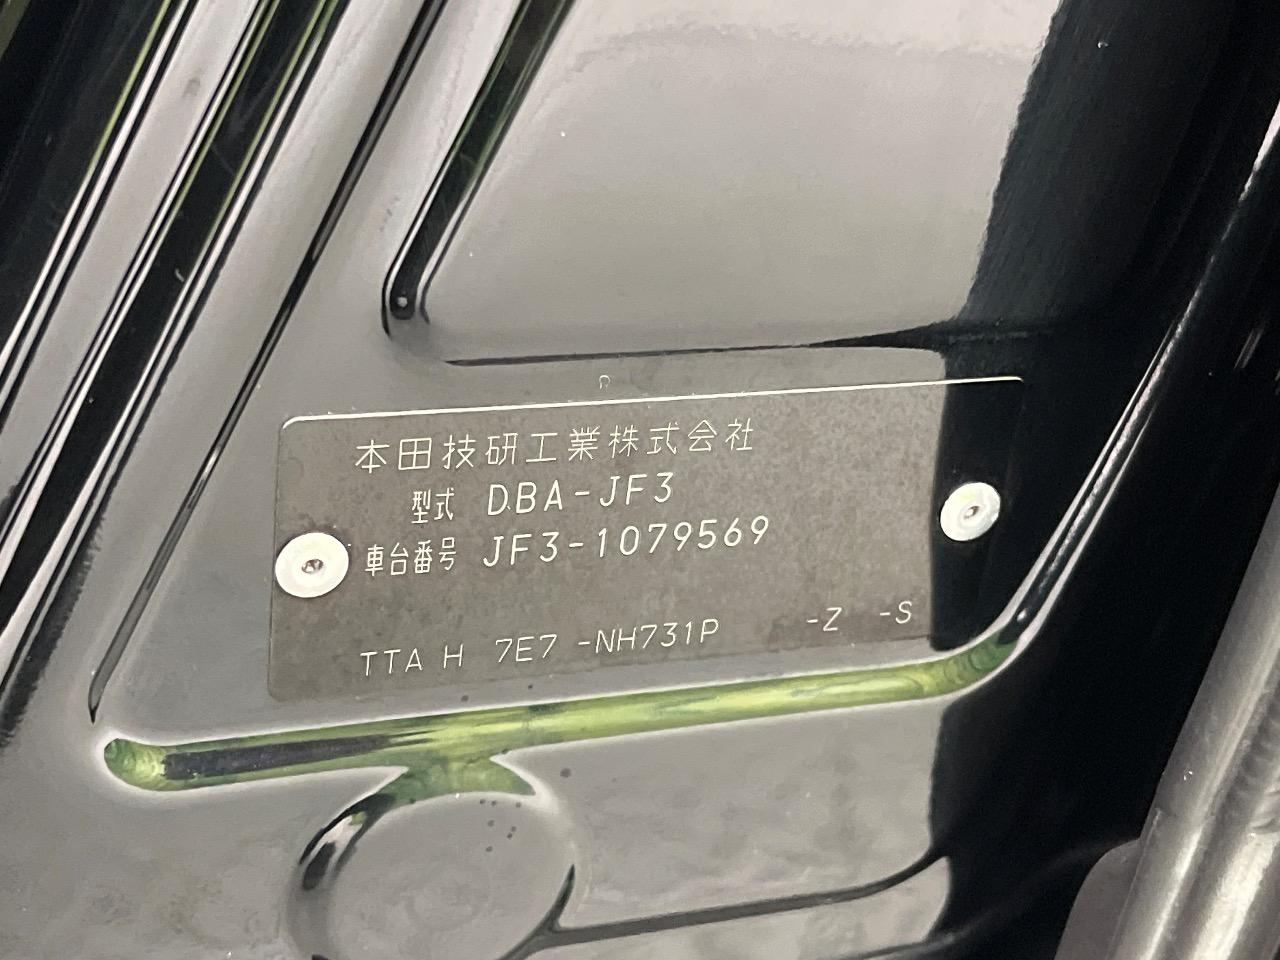 本田技研工業株式会社
型式 DBA-JF3
車台番号 JF3-1079569
TTA H 7E7 -NH731P -Z -S